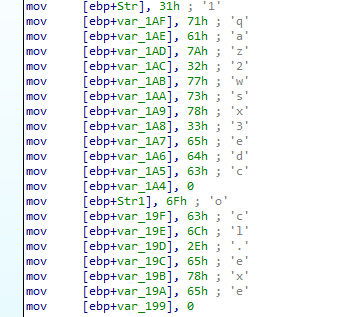 mov [ebp+Str], 31h ; '1'
mov [ebp+var_1AF], 71h ; 'q'
mov [ebp+var_1AE], 61h ; 'a'
mov [ebp+var_1AD], 7Ah ; 'z'
mov [ebp+var_1AC], 32h ; '2'
mov [ebp+var_1AB], 77h ; 'w'
mov [ebp+var_1AA], 73h ; 's'
mov [ebp+var_1A9], 78h ; 'x'
mov [ebp+var_1A8], 33h ; '3'
mov [ebp+var_1A7], 65h ; 'e'
mov [ebp+var_1A6], 64h ; 'd'
mov [ebp+var_1A5], 63h ; 'c'
mov [ebp+var_1A4], 0
mov [ebp+Str1], 6Fh ; 'o'
mov [ebp+var_19F], 63h ; 'c'
mov [ebp+var_19E], 6Ch ; 'l'
mov [ebp+var_19D], 2Eh ; '.'
mov [ebp+var_19C], 65h ; 'e'
mov [ebp+var_19B], 78h ; 'x'
mov [ebp+var_19A], 65h ; 'e'
mov [ebp+var_199], 0